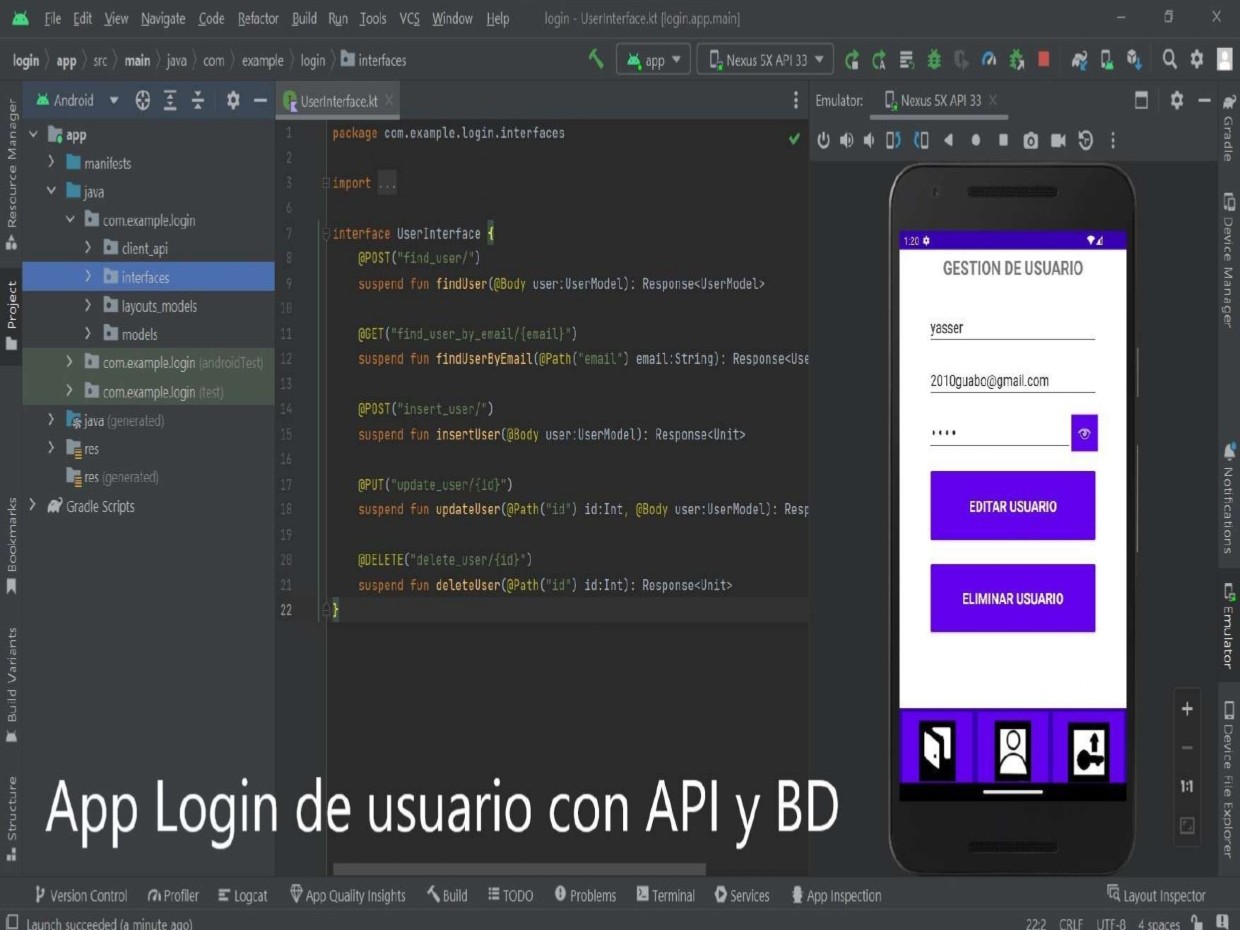 File Edit View Navigate Code Refactor Build Run Tools VCS Window Help login - UserInterface.kt [login.app.main]
login app src main java com example login interfaces
app Nexus 5X API 33
Android
UserInterface.kt
Emulator: Nexus 5X API 33
Resource Manager
Project
Bookmarks
Build Variants
Structure
app
manifests
java
com.example.login
client_api
interfaces
layouts_models
models
com.example.login (androidTest)
com.example.login (test)
java (generated)
res
res (generated)
Gradle Scripts
1 package com.example.login.interfaces
2
3 import ...
6
7 interface UserInterface {
8 @POST("find_user/")
9 suspend fun findUser(@Body user:UserModel): Response<UserModel>
10
11 @GET("find_user_by_email/{email}")
12 suspend fun findUserByEmail(@Path("email") email:String): Response<Use
13
14 @POST("insert_user/")
15 suspend fun insertUser(@Body user:UserModel): Response<Unit>
16
17 @PUT("update_user/{id}")
18 suspend fun updateUser(@Path("id") id:Int, @Body user:UserModel): Resp
19
20 @DELETE("delete_user/{id}")
21 suspend fun deleteUser(@Path("id") id:Int): Response<Unit>
22 }
1:20
GESTION DE USUARIO
yasser
2010guabo@gmail.com
EDITAR USUARIO
ELIMINAR USUARIO
1:1
Gradle
Device Manager
Notifications
Emulator
Device File Explorer
App Login de usuario con API y BD
Version Control Profiler Logcat App Quality Insights Build TODO Problems Terminal Services App Inspection Layout Inspector
Launch succeeded (a minute ago) 22:2 CRLF UTF-8 4 spaces